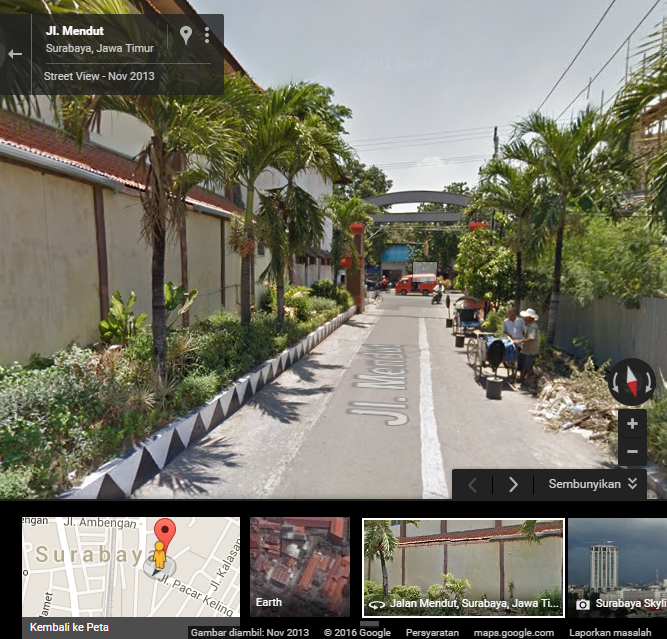 Jl. Mendut
Surabaya, Jawa Timur
Street View - Nov 2013
Jl. Mendut
Sembunyikan
Jl. Ambengan
Surabaya
Jl. Kalasan
Jl. Pacar Keling
Kembali ke Peta
Earth
Jalan Mendut, Surabaya, Jawa Ti...
Surabaya Skyli
Gambar diambil: Nov 2013 © 2016 Google Persyaratan mapsgoogle.com Laporkan masalah